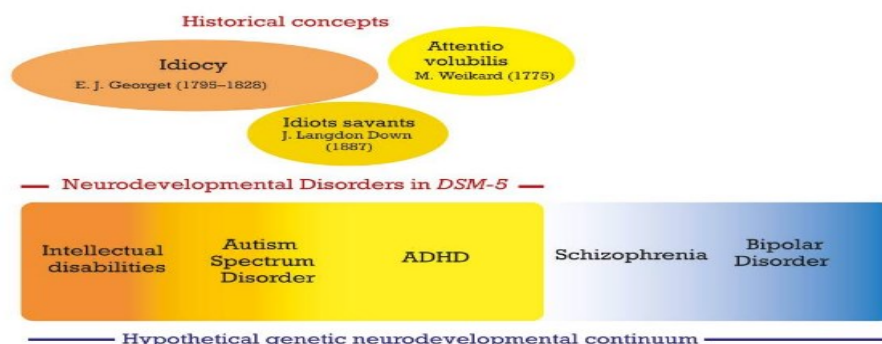 Historical concepts
Idiocy
E. J. Georget (1795–1828)
Attentio
volubilis
M. Weikard (1775)
Idiots savants
J. Langdon Down
(1887)
Neurodevelopmental Disorders in DSM-5
Intellectual
disabilities
Autism
Spectrum
Disorder
ADHD
Schizophrenia
Bipolar
Disorder
Hypothetical genetic neurodevelopmental continuum